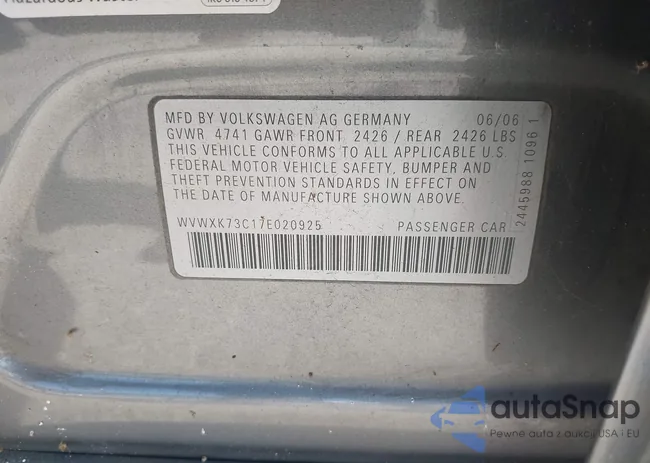 MFD BY VOLKSWAGEN AG GERMANY 06/06
GVWR 4741 GAWR FRONT 2426 / REAR 2426 LBS
THIS VEHICLE CONFORMS TO ALL APPLICABLE U.S.
FEDERAL MOTOR VEHICLE SAFETY, BUMPER AND
THEFT PREVENTION STANDARDS IN EFFECT ON
THE DATE OF MANUFACTURE SHOWN ABOVE.
WVWXK73C17E020925 PASSENGER CAR
2445988 1096 1
autaSnap
Pewne auta z aukcji USA i EU